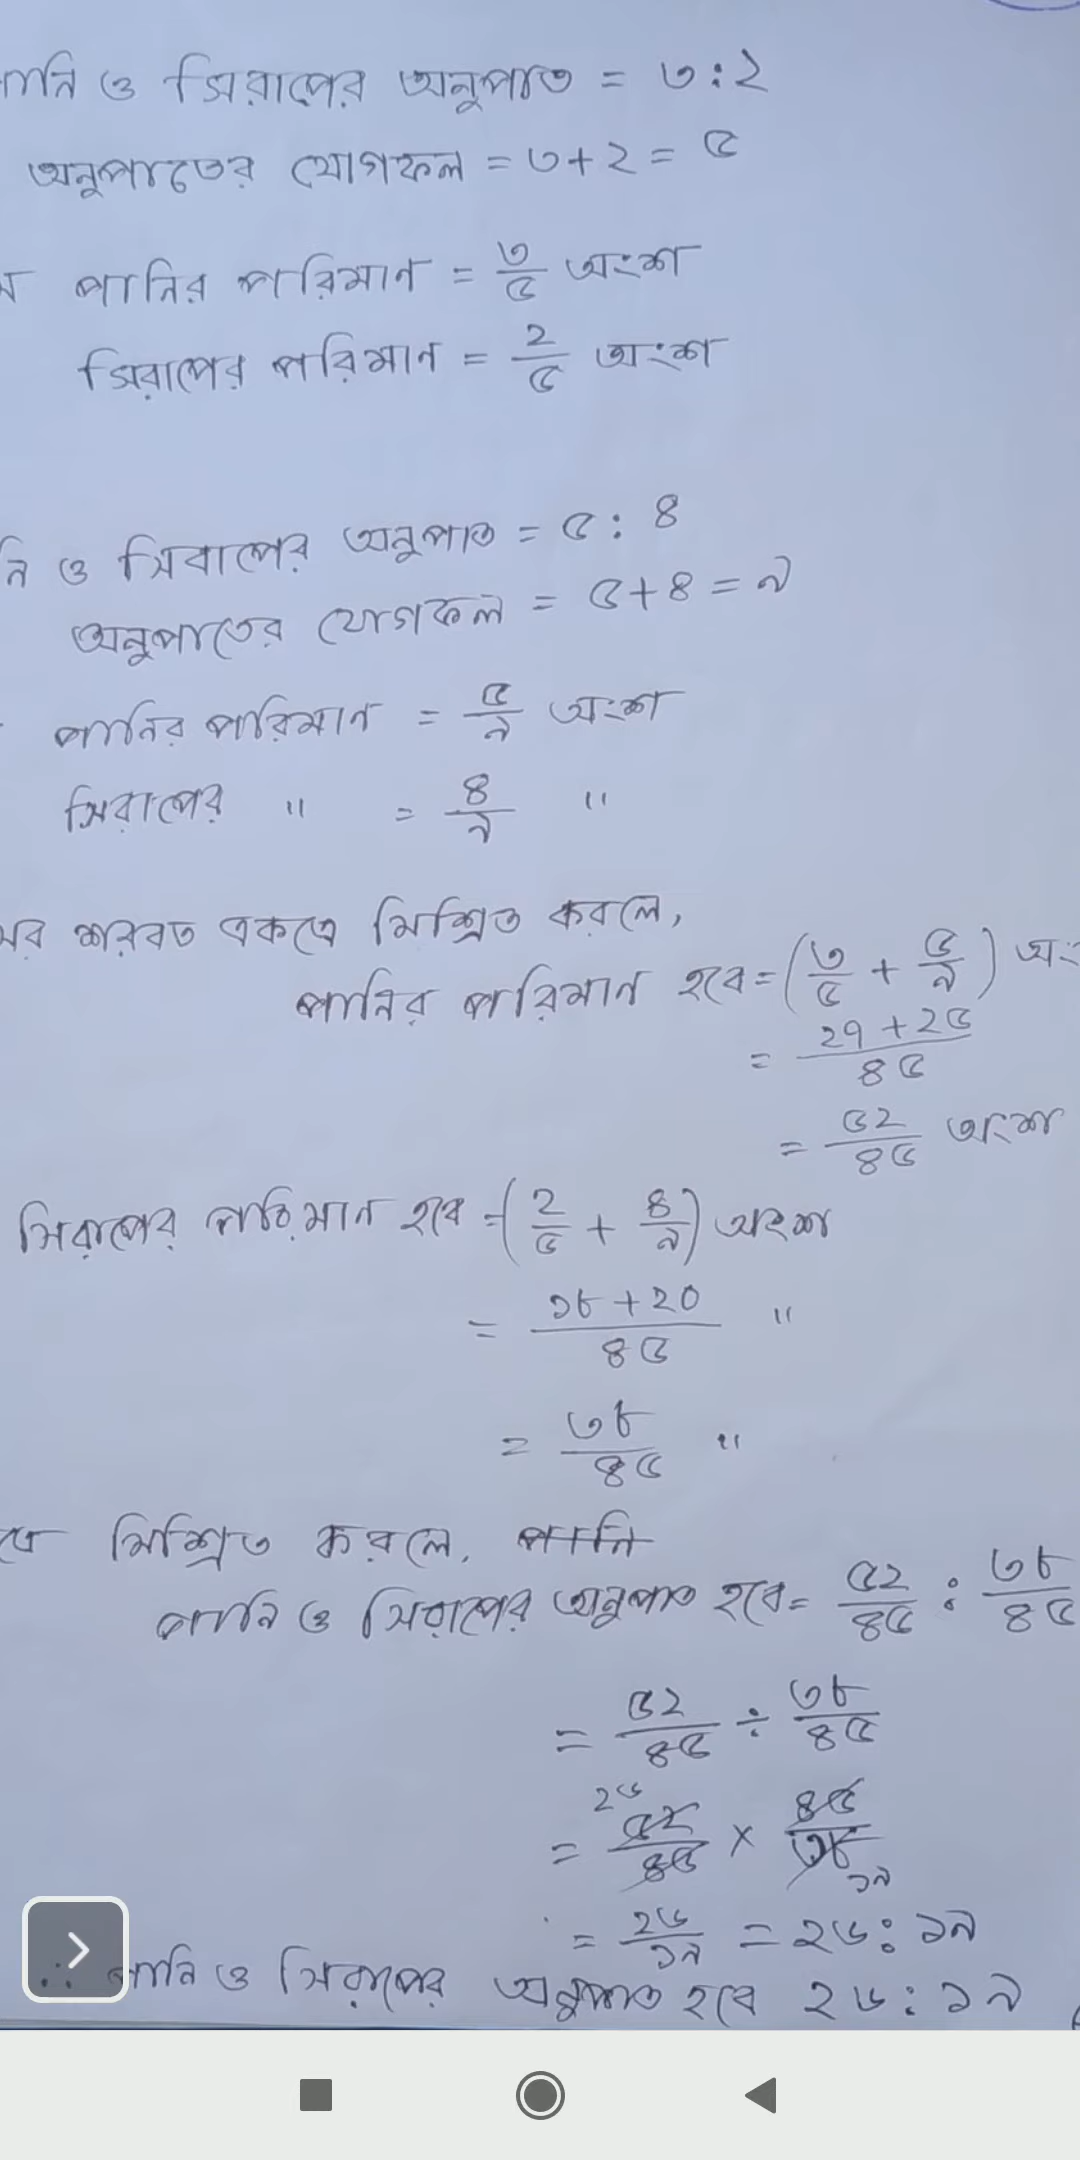 ও সিরাপের অনুপাত = ৩:২
অনুপাতের যোগফল = ৩+২ = ৫
পানির পরিমান = ৩/৫ অংশ
সিরাপের পরিমান = ২/৫ অংশ
ও সিরাপের অনুপাত = ৫: ৪
অনুপাতের যোগফল = ৫+৪ = ৯
পানির পরিমান = ৫/৯ অংশ
সিরাপের " = ৪/৯ "
শরবত একত্রে মিশ্রিত করলে,
পানির পরিমান হবে = (৩/৫ + ৫/৯)
= ২৭+২৫/৪৫
= ৫২/৪৫ অংশ
সিরাপের পরিমান হবে = (২/৫ + ৪/৯) অংশ
= ১৮+২০/৪৫ "
= ৩৮/৪৫ "
মিশ্রিত করলে, পানি
পানি ও সিরাপের অনুপাত হবে = ৫২/৪৫ : ৩৮/৪৫
= ৫২/৪৫ ÷ ৩৮/৪৫
২৬
= ৫২/৪৫ × ৪৫/৩৮
১৯
= ২৬/১৯ = ২৬: ১৯
∴ পানি ও সিরাপের অনুপাত হবে ২৬: ১৯